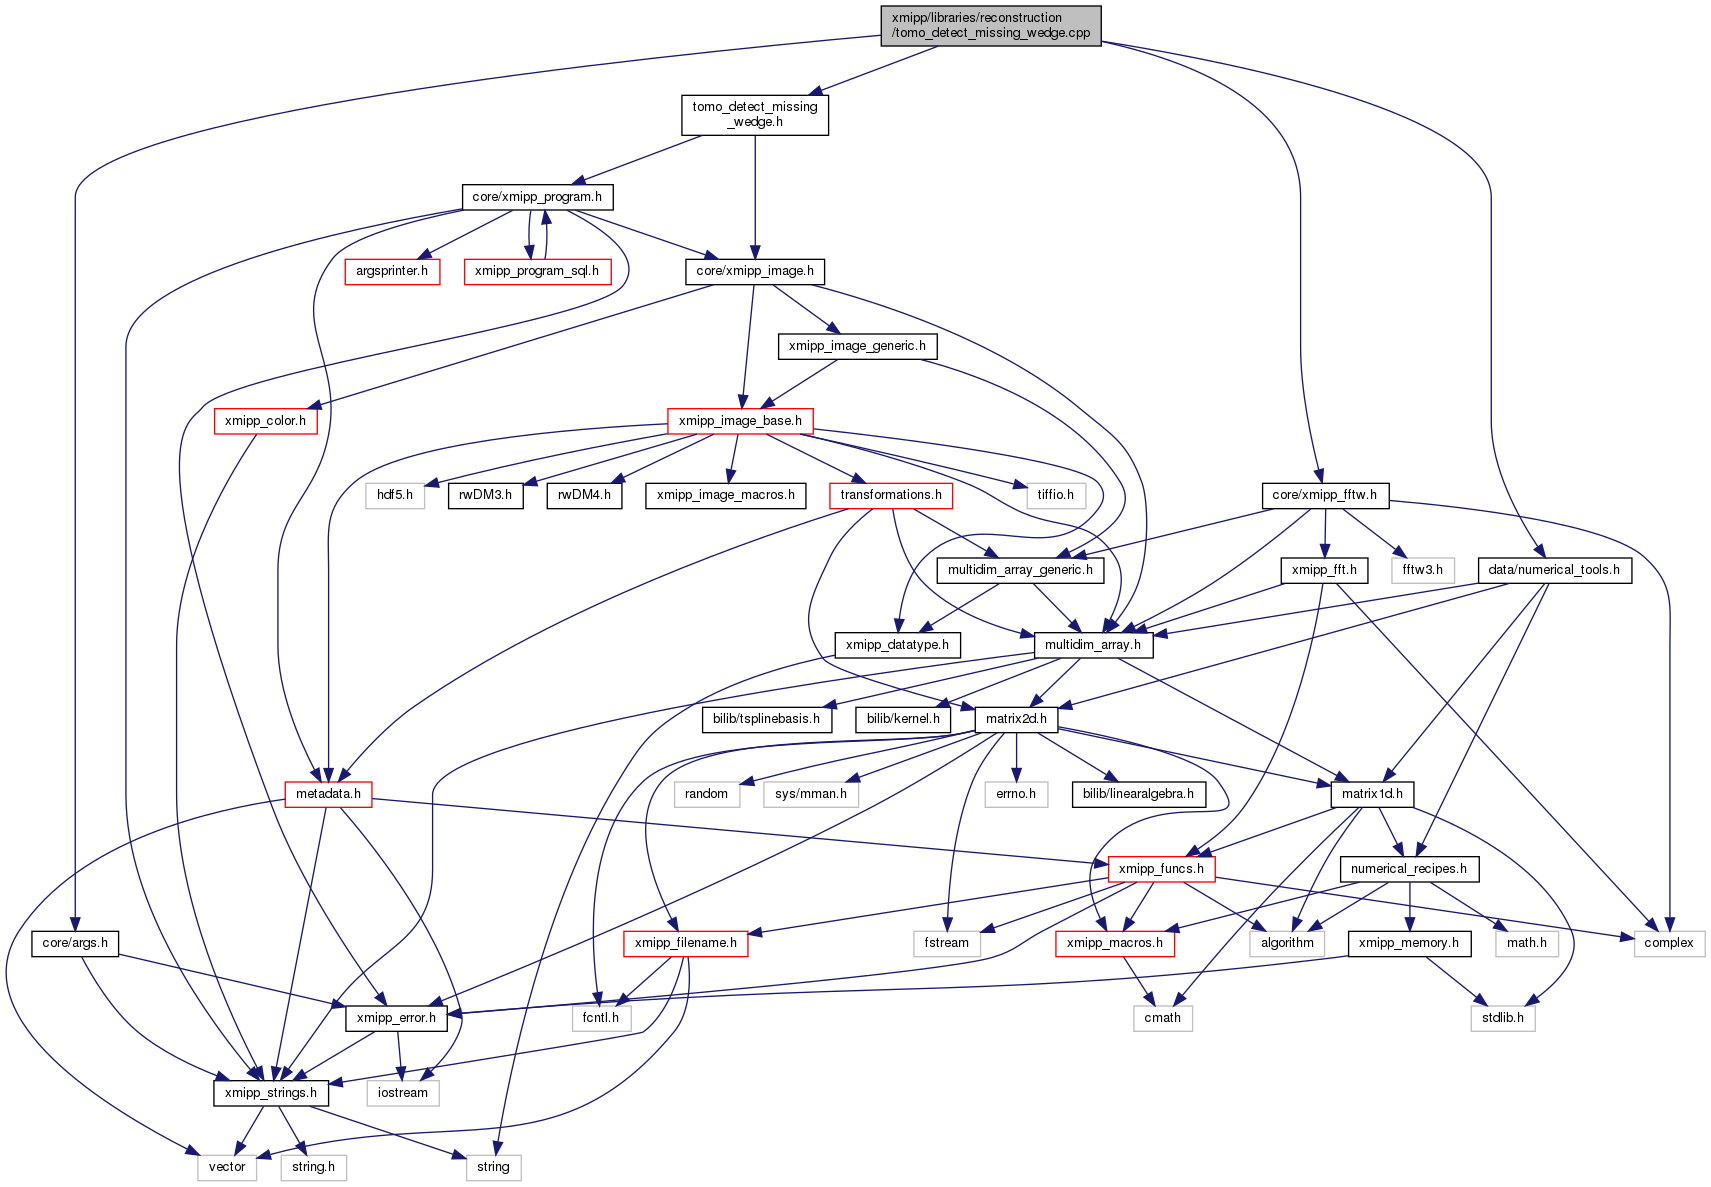 xmipp/libraries/reconstruction
/tomo_detect_missing_wedge.cpp
tomo_detect_missing
_wedge.h
core/xmipp_program.h
argsprinter.h
xmipp_program_sql.h
core/xmipp_image.h
xmipp_image_generic.h
xmipp_color.h
xmipp_image_base.h
hdf5.h
rwDM3.h
rwDM4.h
xmipp_image_macros.h
transformations.h
tiffio.h
core/xmipp_fftw.h
multidim_array_generic.h
xmipp_fft.h
fftw3.h
data/numerical_tools.h
xmipp_datatype.h
multidim_array.h
bilib/tsplinebasis.h
bilib/kernel.h
matrix2d.h
metadata.h
random
sys/mman.h
errno.h
bilib/linearalgebra.h
matrix1d.h
xmipp_funcs.h
numerical_recipes.h
core/args.h
xmipp_filename.h
fstream
xmipp_macros.h
algorithm
xmipp_memory.h
math.h
complex
xmipp_error.h
fcntl.h
cmath
stdlib.h
xmipp_strings.h
iostream
vector
string.h
string